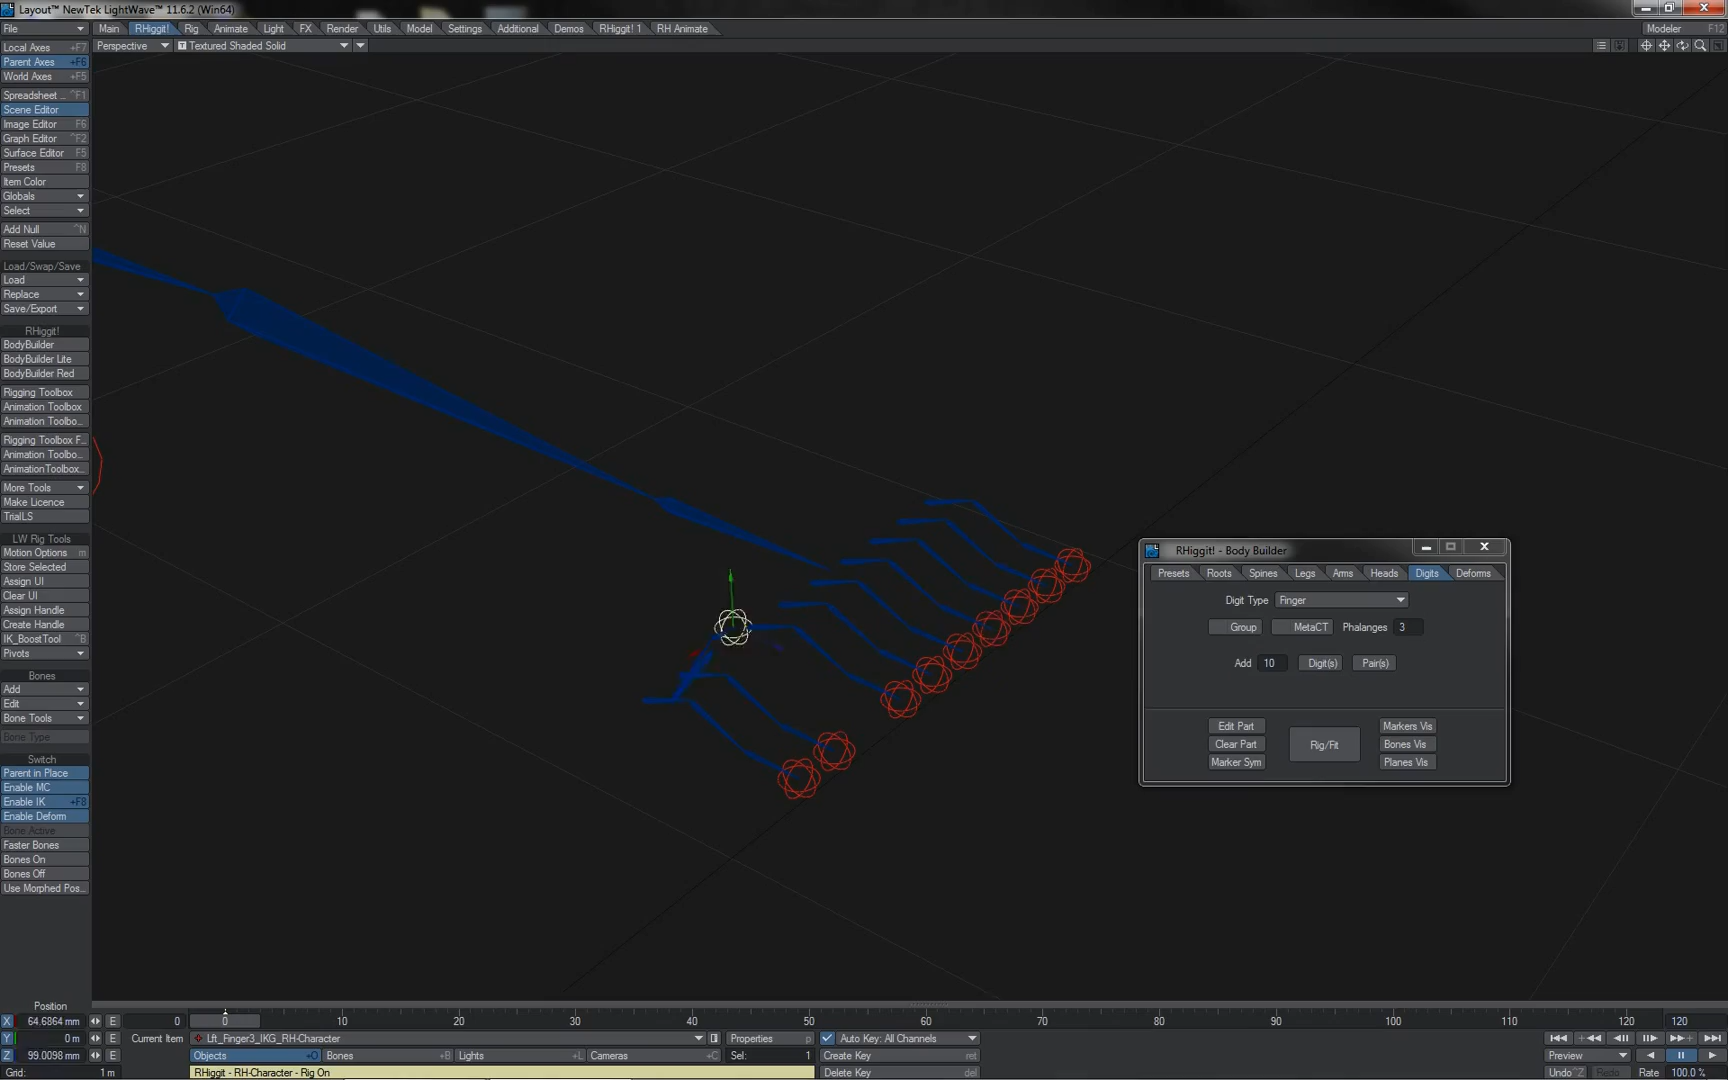 Layout™ NewTek LightWave™ 11.6.2 (Win64)
File Main RHiggit! Rig Animate Light FX Render Utils Model Settings Additional Demos RHiggit! 1 RH Animate Modeler F12
Local Axes +F7 Perspective Textured Shaded Solid
Parent Axes +F6
World Axes +F5
Spreadsheet ... ^F1
Scene Editor
Image Editor F6
Graph Editor ^F2
Surface Editor F5
Presets F8
Item Color
Globals
Select
Add Null ^N
Reset Value
Load/Swap/Save
Load
Replace
Save/Export
RHiggit!
BodyBuilder
BodyBuilder Lite
BodyBuilder Red
Rigging Toolbox
Animation Toolbox
Animation Toolbo...
Rigging Toolbox F...
Animation Toolbo...
AnimationToolbox...
More Tools
Make Licence
TrialLS
LW Rig Tools
Motion Options m
Store Selected
Assign UI
Clear UI
Assign Handle
Create Handle
IK_BoostTool ^B
Pivots
Bones
Add
Edit
Bone Tools
Bone Type
Switch
Parent in Place
Enable MC
Enable IK +F8
Enable Deform
Bone Active
Faster Bones
Bones On
Bones Off
Use Morphed Pos...
RHiggit! - Body Builder
Presets Roots Spines Legs Arms Heads Digits Deforms
Digit Type Finger
Group MetaCT Phalanges 3
Add 10 Digit(s) Pair(s)
Edit Part Markers Vis
Clear Part Rig/Fit Bones Vis
Marker Sym Planes Vis
Position
X 64.6864 mm E 0 0 10 20 30 40 50 60 70 80 90 100 110 120 120
Y 0 m E Current Item Lft_Finger3_IKG_RH-Character Properties p Auto Key: All Channels
Z 99.0098 mm E Objects +O Bones +B Lights +L Cameras +C Sel: 1 Create Key ret Preview
Grid: 1 m RHiggit - RH-Character - Rig On Delete Key del Undo ^Z Redo Rate 100.0 %